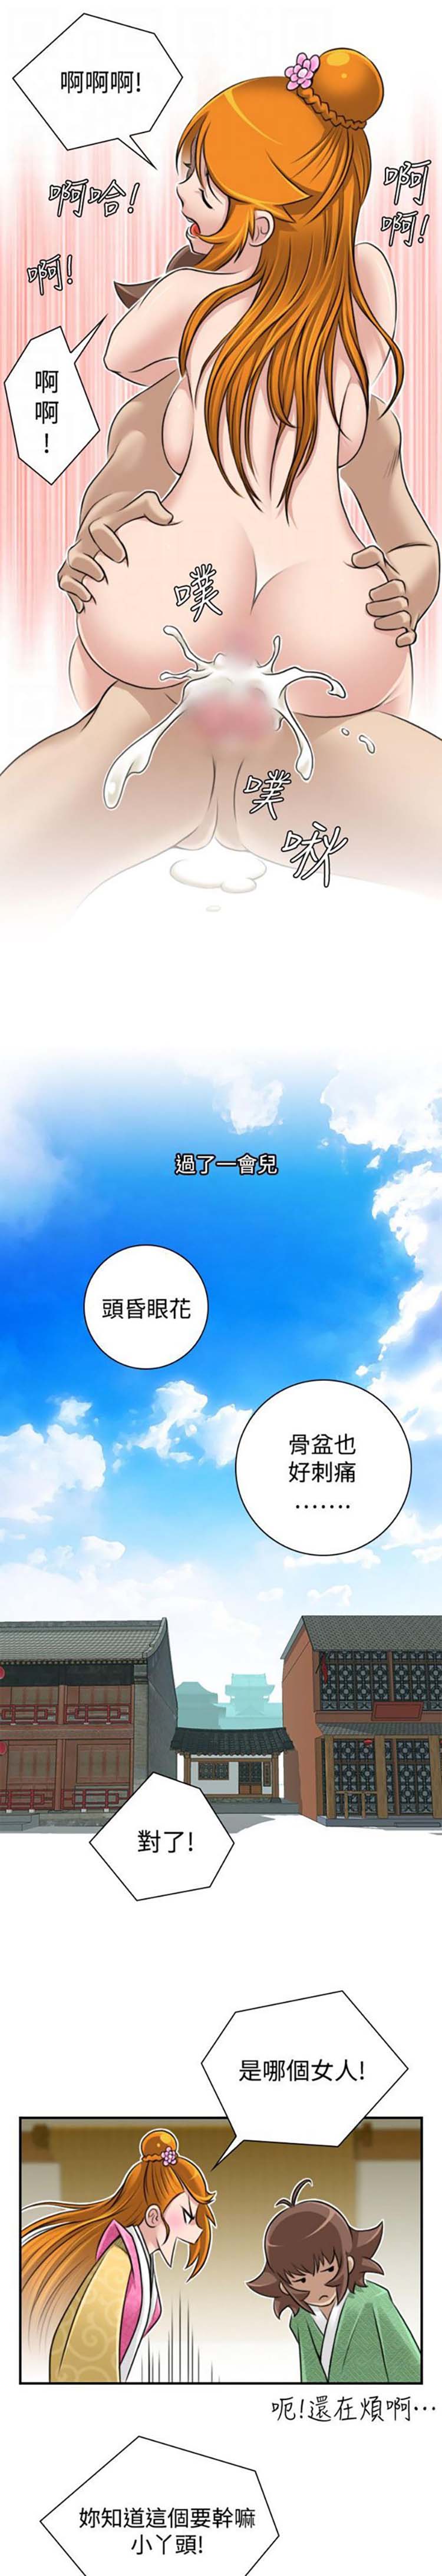 啊啊啊!
啊哈!
啊
啊!
啊!
啊
啊
!
噗
噗
啾
過了一會兒
頭昏眼花
骨盆也
好刺痛
.......
對了!
是哪個女人!
呃!還在煩啊…
妳知道這個要幹嘛
小丫頭!